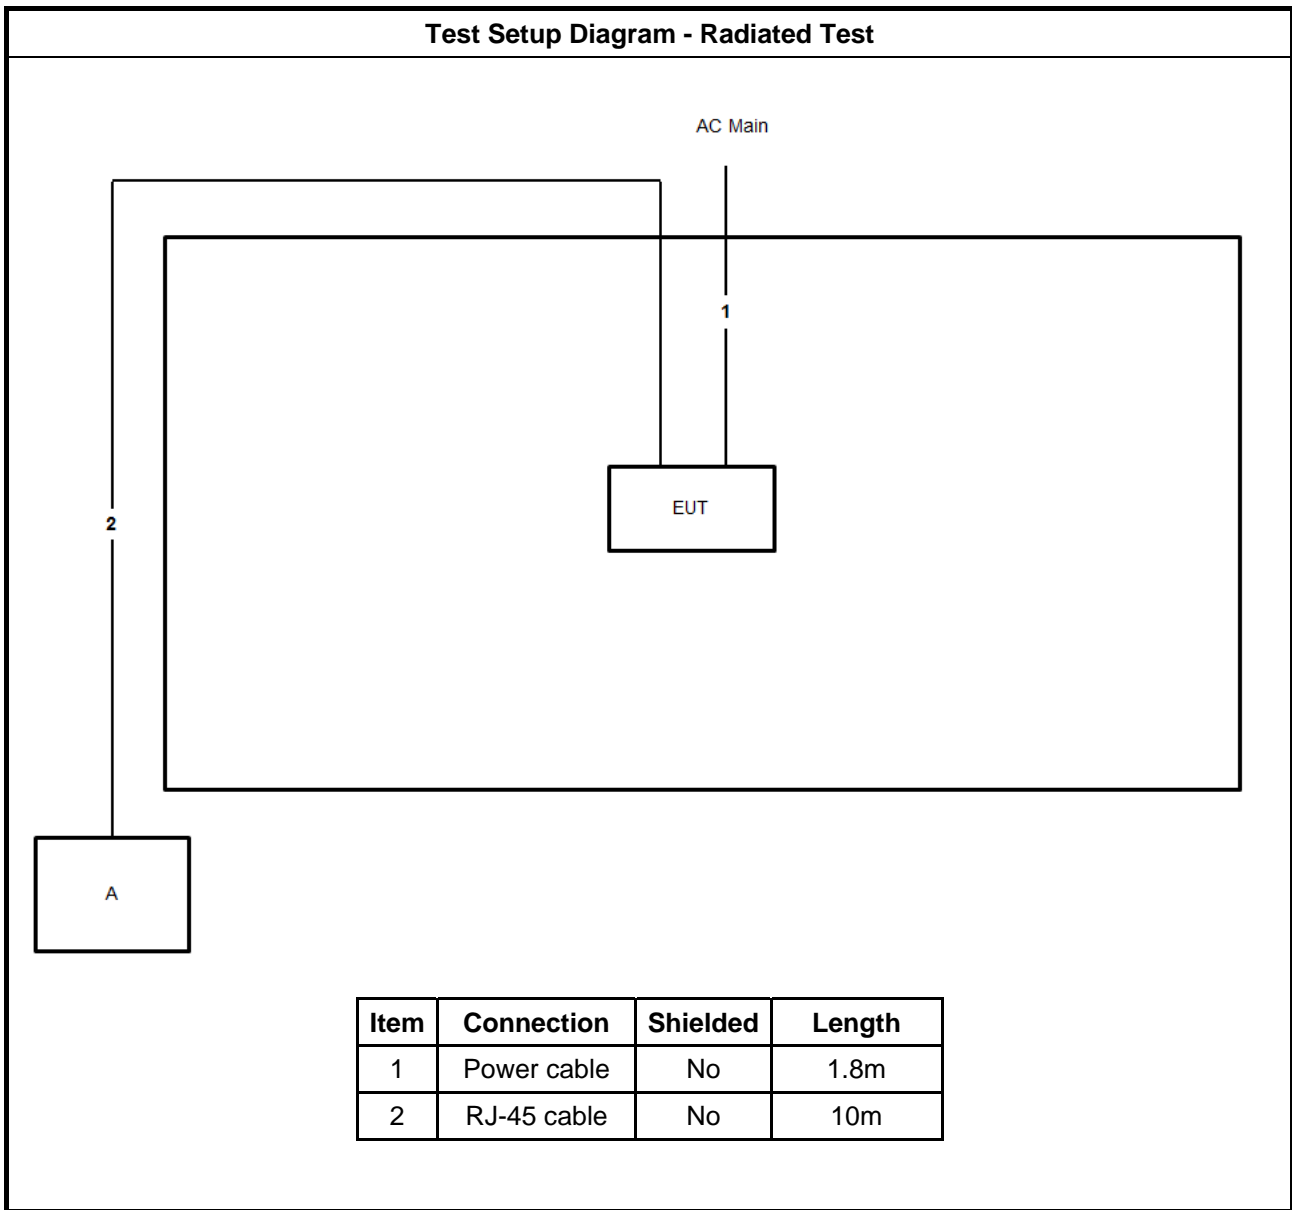 Test Setup Diagram - Radiated Test
AC Main
1
EUT
2
A
Item Connection Shielded Length
1 Power cable No 1.8m
2 RJ-45 cable No 10m